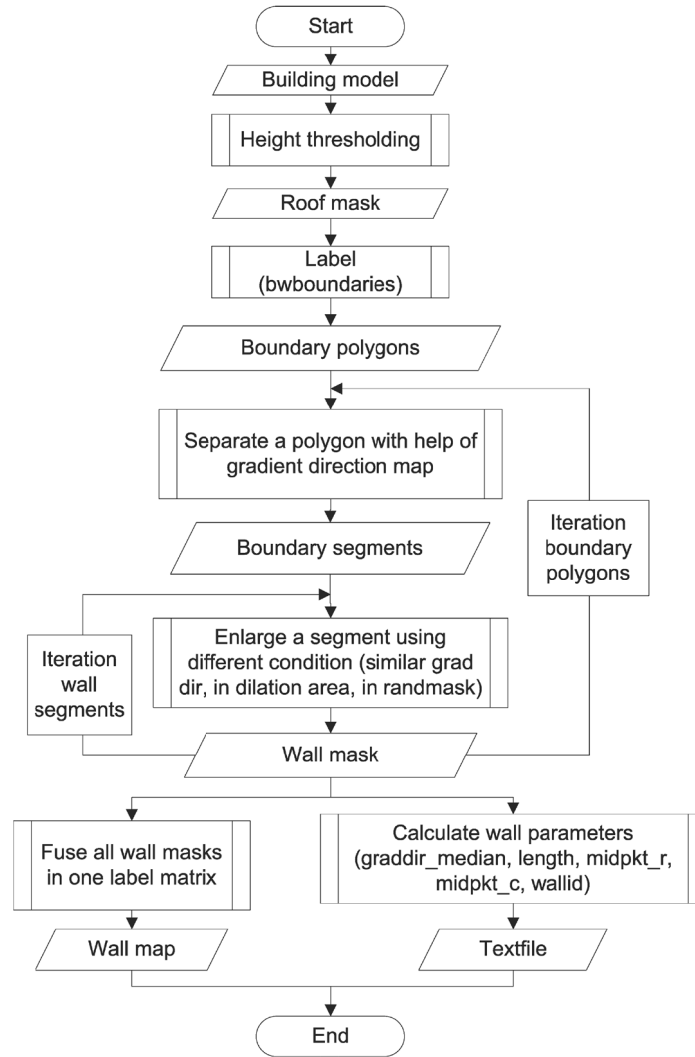 Start
Building model
Height thresholding
Roof mask
Label
(bwboundaries)
Boundary polygons
Separate a polygon with help of
gradient direction map
Iteration
boundary
polygons
Boundary segments
Iteration
wall
segments
Enlarge a segment using
different condition (similar grad
dir, in dilation area, in randmask)
Wall mask
Fuse all wall masks
in one label matrix
Calculate wall parameters
(graddir_median, length, midpkt_r,
midpkt_c, wallid)
Wall map
Textfile
End